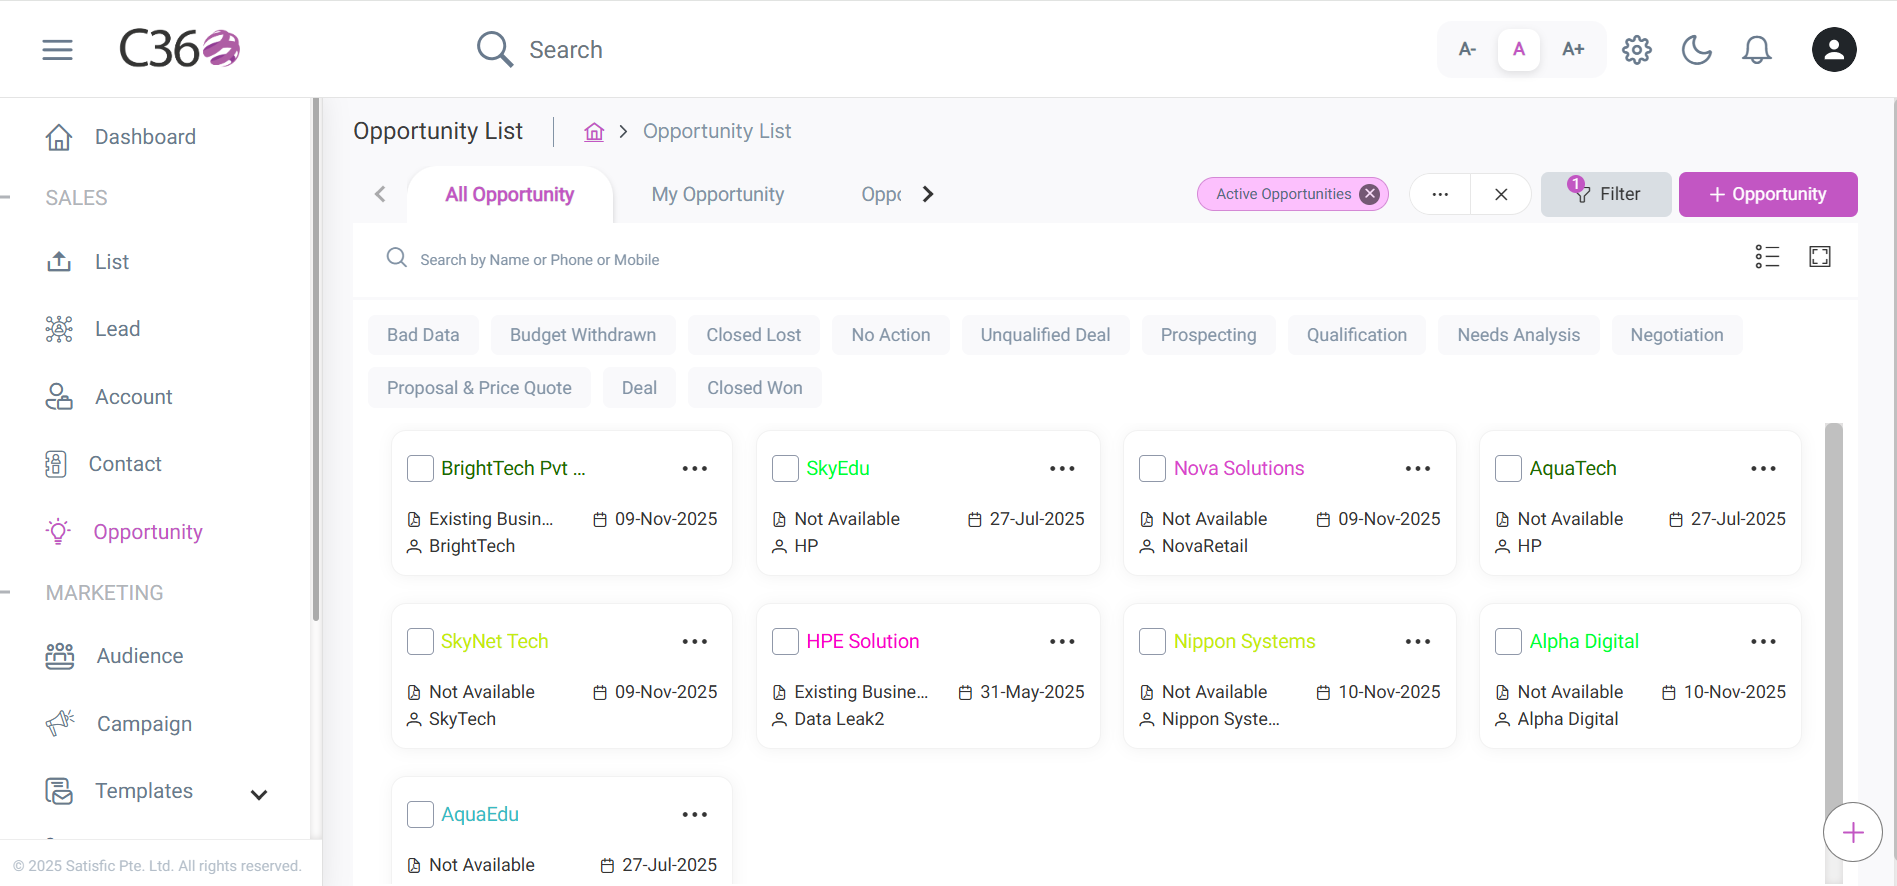 C360
Search
A-
A
A+
Dashboard
SALES
List
Lead
Account
Contact
Opportunity
MARKETING
Audience
Campaign
Templates
© 2025 Satisfic Pte. Ltd. All rights reserved.
Opportunity List
Opportunity List
All Opportunity
My Opportunity
Oppo
Active Opportunities
1
Filter
+ Opportunity
Search by Name or Phone or Mobile
Bad Data
Budget Withdrawn
Closed Lost
No Action
Unqualified Deal
Prospecting
Qualification
Needs Analysis
Negotiation
Proposal & Price Quote
Deal
Closed Won
BrightTech Pvt ...
Existing Busin...
09-Nov-2025
BrightTech
SkyEdu
Not Available
27-Jul-2025
HP
Nova Solutions
Not Available
09-Nov-2025
NovaRetail
AquaTech
Not Available
27-Jul-2025
HP
SkyNet Tech
Not Available
09-Nov-2025
SkyTech
HPE Solution
Existing Busine...
31-May-2025
Data Leak2
Nippon Systems
Not Available
10-Nov-2025
Nippon Syste...
Alpha Digital
Not Available
10-Nov-2025
Alpha Digital
AquaEdu
Not Available
27-Jul-2025